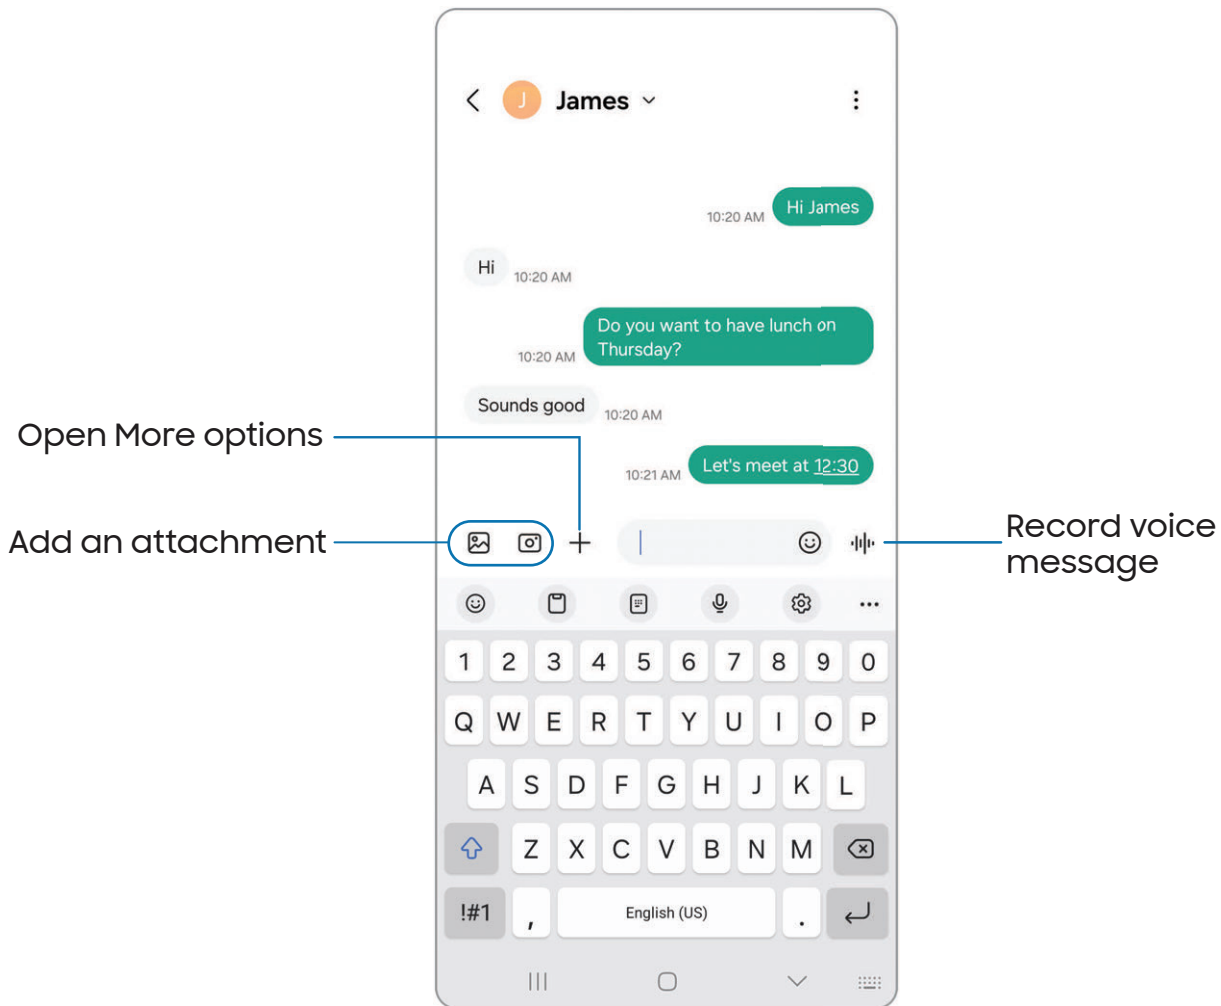 J James
Hi James
10:20 AM
Hi
10:20 AM
Do you want to have lunch on
Thursday?
10:20 AM
Sounds good
10:20 AM
Open More options
Let's meet at 12:30
10:21 AM
Add an attachment
Record voice
message
1 2 3 4 5 6 7 8 9 0
Q W E R T Y U I O P
A S D F G H J K L
Z X C V B N M
!#1 , English (US) .